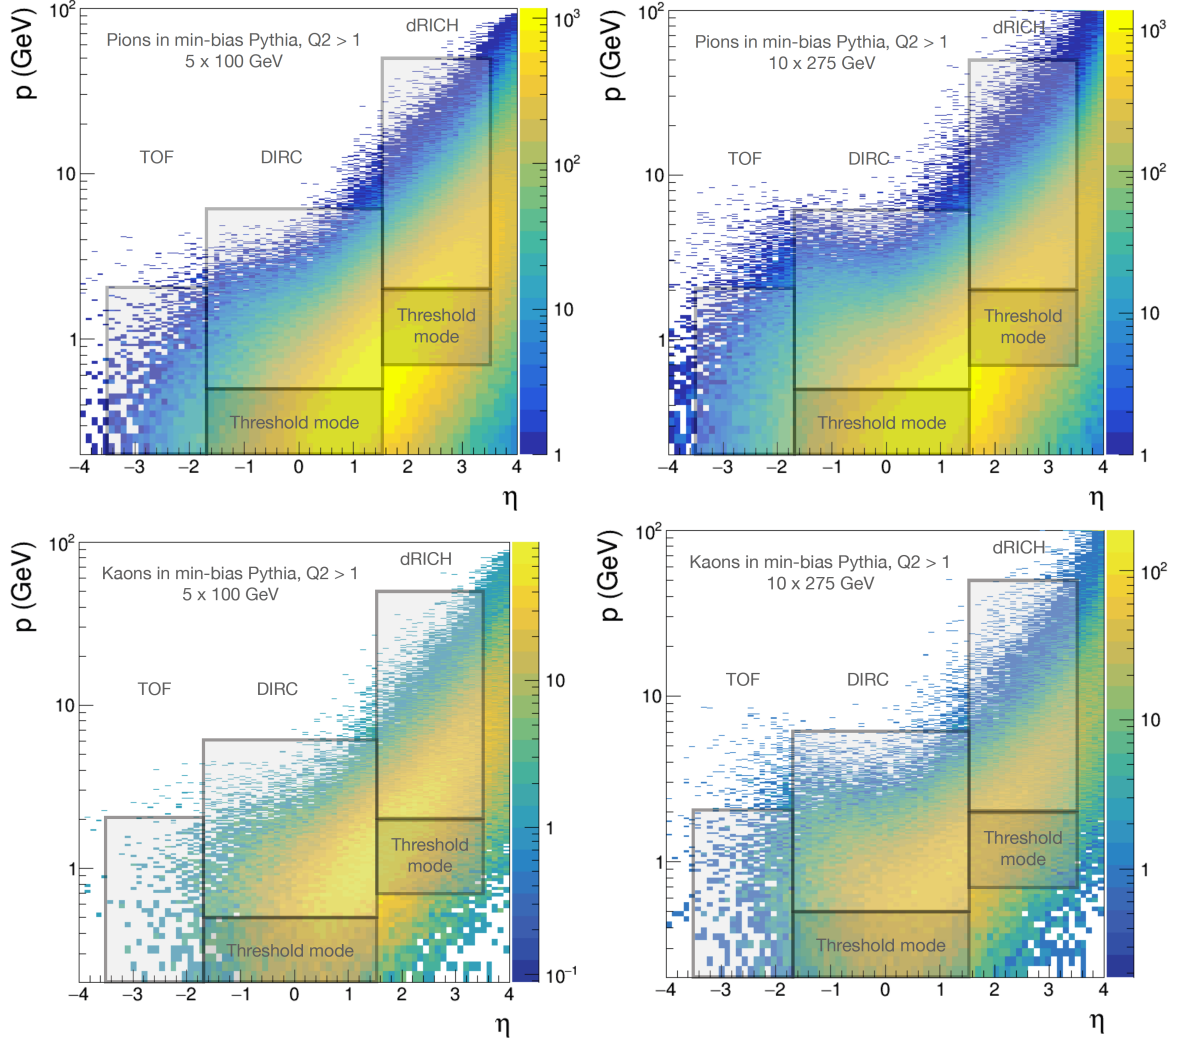 10²
p (GeV)
dRICH
Pions in min-bias Pythia, Q2 > 1
5 x 100 GeV
TOF
DIRC
10
1
Threshold
mode
Threshold mode
−4 −3 −2 −1 0 1 2 3 4
η
10³
10²
10
1
10²
p (GeV)
dRICH
Pions in min-bias Pythia, Q2 > 1
10 x 275 GeV
TOF
DIRC
10
1
Threshold
mode
Threshold mode
−4 −3 −2 −1 0 1 2 3 4
η
10³
10²
10
1
10²
p (GeV)
dRICH
Kaons in min-bias Pythia, Q2 > 1
5 x 100 GeV
TOF
DIRC
10
1
Threshold
mode
Threshold mode
−4 −3 −2 −1 0 1 2 3 4
η
10
1
10⁻¹
10²
p (GeV)
dRICH
Kaons in min-bias Pythia, Q2 > 1
10 x 275 GeV
TOF
DIRC
10
1
Threshold
mode
Threshold mode
−4 −3 −2 −1 0 1 2 3 4
η
10²
10
1